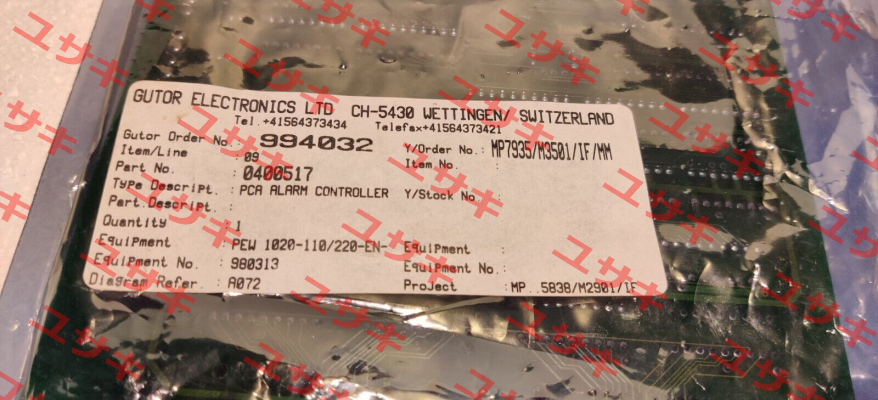 GUTOR ELECTRONICS LTD CH-5430 WETTINGEN/ SWITZERLAND
Tel.+41564373434 Telefax+41564373421
Gutor Order No. : 994032 Y/Order No.: MP7935/M3501/IF/MM
Item/Line : 09 Item.No. :
Part No. : 0400517
Type Descript. : PCA ALARM CONTROLLER Y/Stock No.:
Part.Descript. :
Quantity : 1
Equipment : PEW 1020-110/220-EN- Equipment :
Equipment No. : 980313 Equipment No.:
Diagram Refer. : A072 Project : MP..5838/M2901/IF
ユサキ